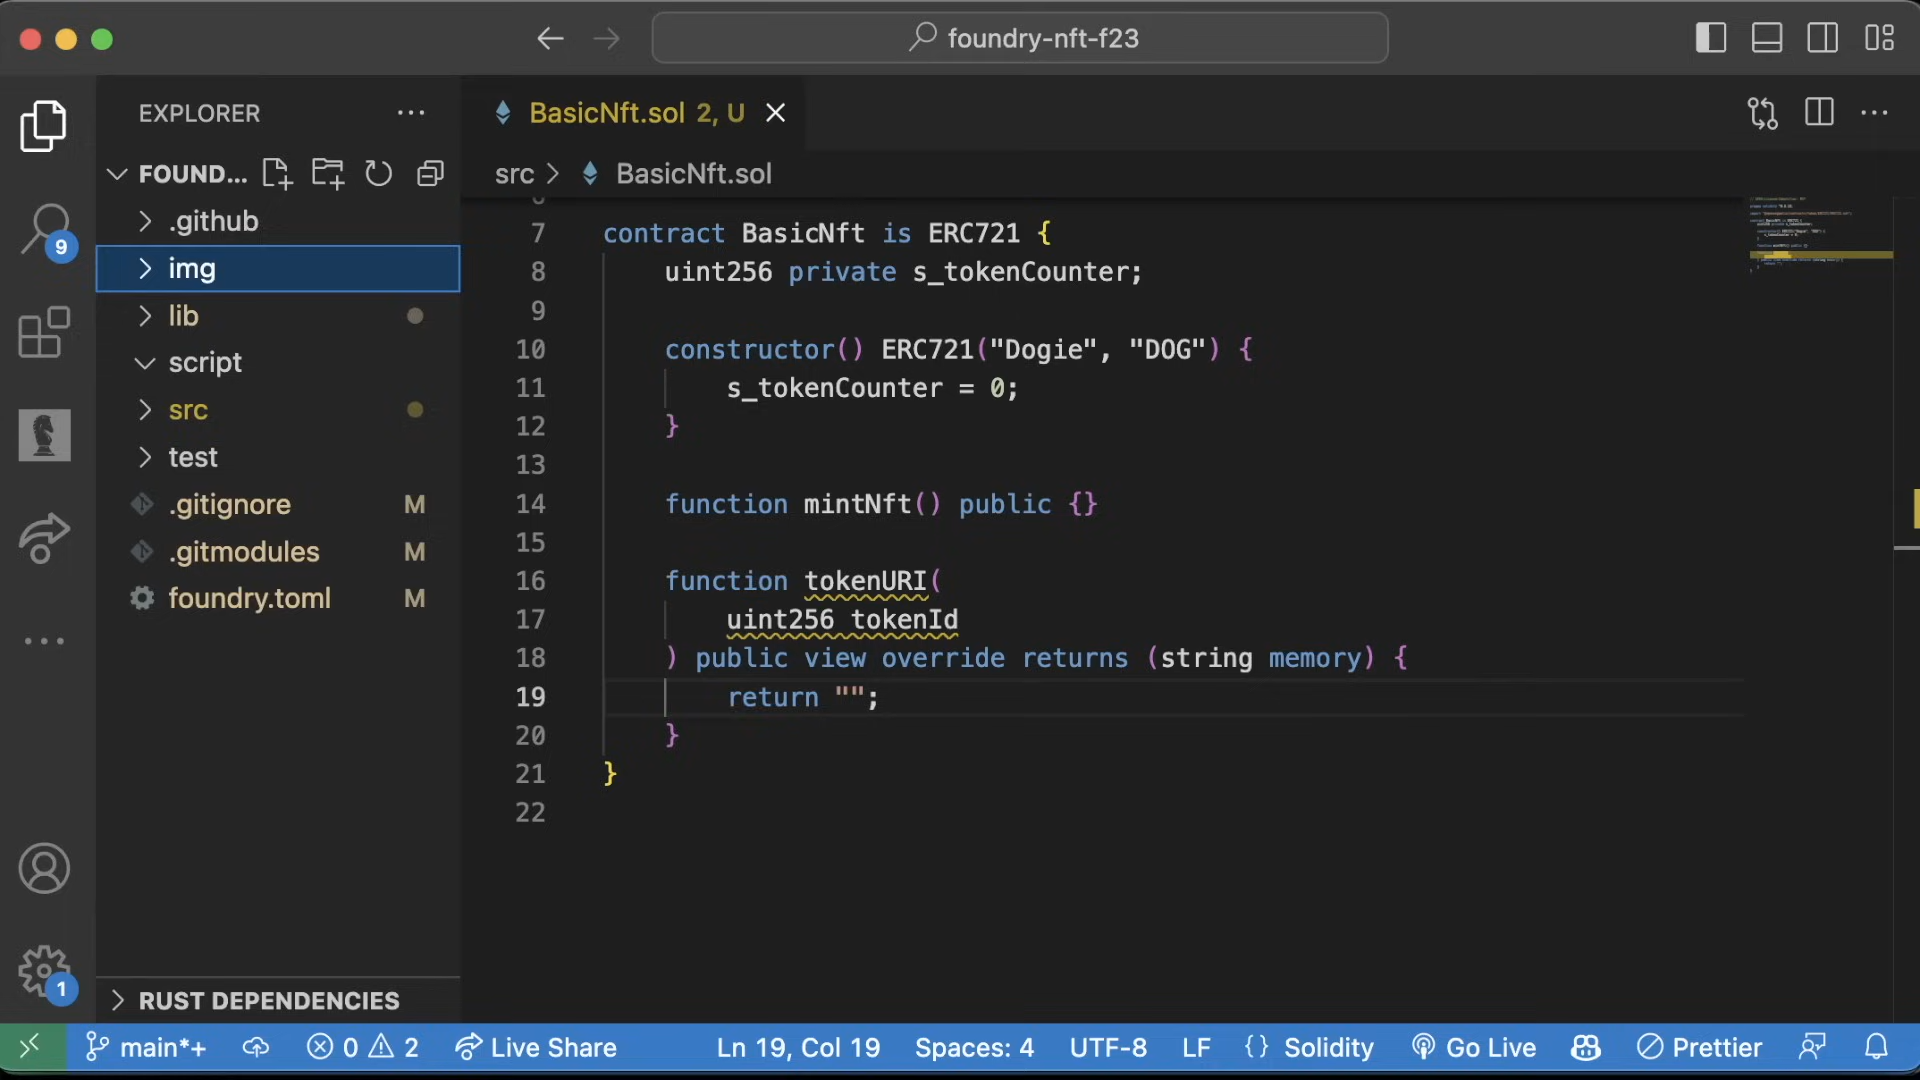 foundry-nft-f23
EXPLORER
BasicNft.sol 2, U
FOUND...
src > BasicNft.sol
.github
img
lib
script
src
test
.gitignore M
.gitmodules M
foundry.toml M
9
7 contract BasicNft is ERC721 {
8 uint256 private s_tokenCounter;
9
10 constructor() ERC721("Dogie", "DOG") {
11 s_tokenCounter = 0;
12 }
13
14 function mintNft() public {}
15
16 function tokenURI(
17 uint256 tokenId
18 ) public view override returns (string memory) {
19 return "";
20 }
21 }
22
1
RUST DEPENDENCIES
main*+ 0 2 Live Share Ln 19, Col 19 Spaces: 4 UTF-8 LF {} Solidity Go Live Prettier